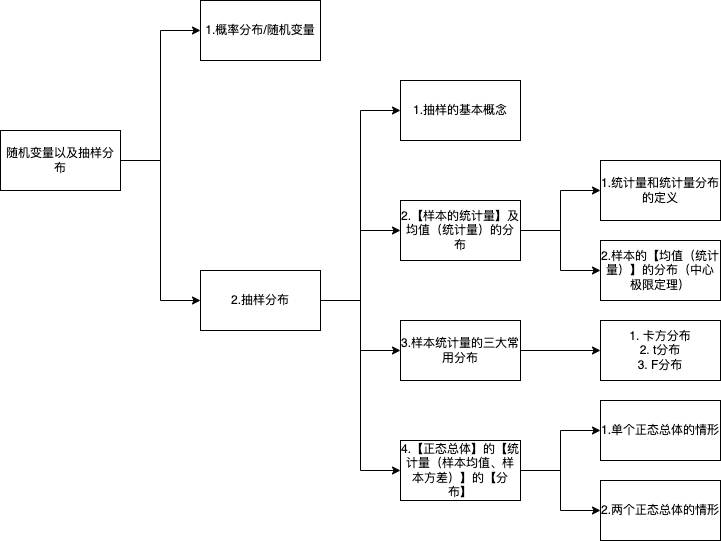 1.概率分布/随机变量
随机变量以及抽样分
布
2.抽样分布
1.抽样的基本概念
2.【样本的统计量】及
均值（统计量）的分
布
1.统计量和统计量分布
的定义
2.样本的【均值（统计
量）】的分布（中心
极限定理）
3.样本统计量的三大常
用分布
1. 卡方分布
2. t分布
3. F分布
4.【正态总体】的【统
计量（样本均值、样
本方差）】的【分
布】
1.单个正态总体的情形
2.两个正态总体的情形